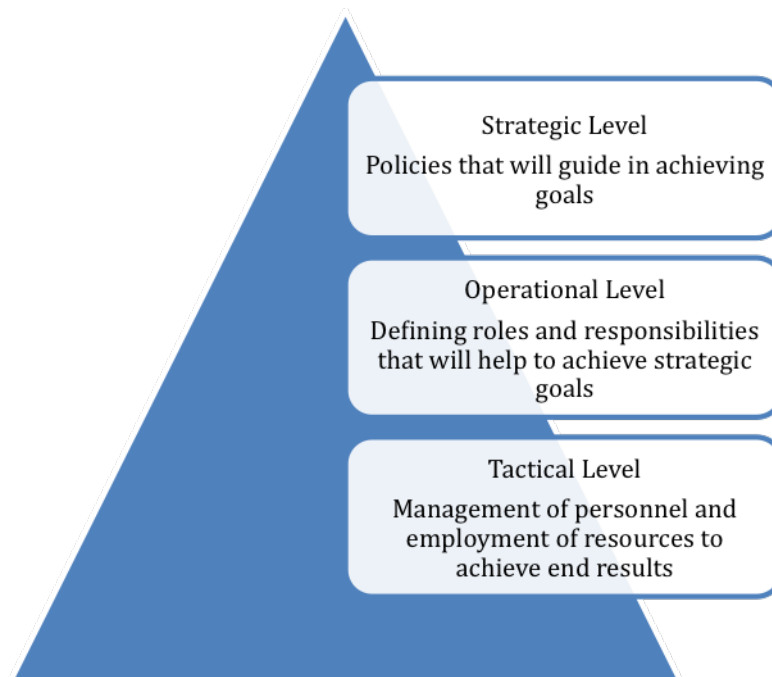 Strategic Level
Policies that will guide in achieving
goals
Operational Level
Defining roles and responsibilities
that will help to achieve strategic
goals
Tactical Level
Management of personnel and
employment of resources to
achieve end results